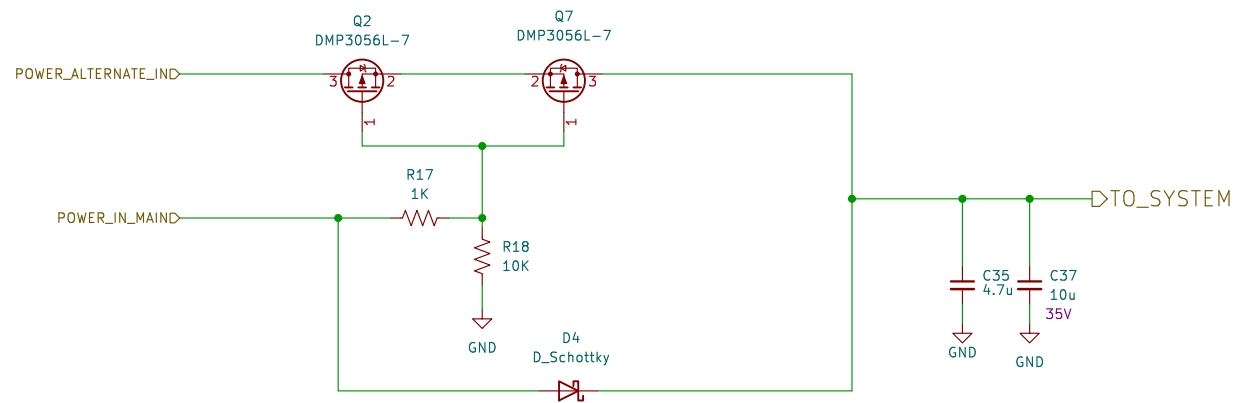 Q2
DMP3056L-7
Q7
DMP3056L-7
POWER_ALTERNATE_IN
3
2
2
3
1
1
R17
1K
POWER_IN_MAIN
TO_SYSTEM
R18
10K
C35
4.7u
C37
10u
35V
GND
D4
D_Schottky
GND
GND